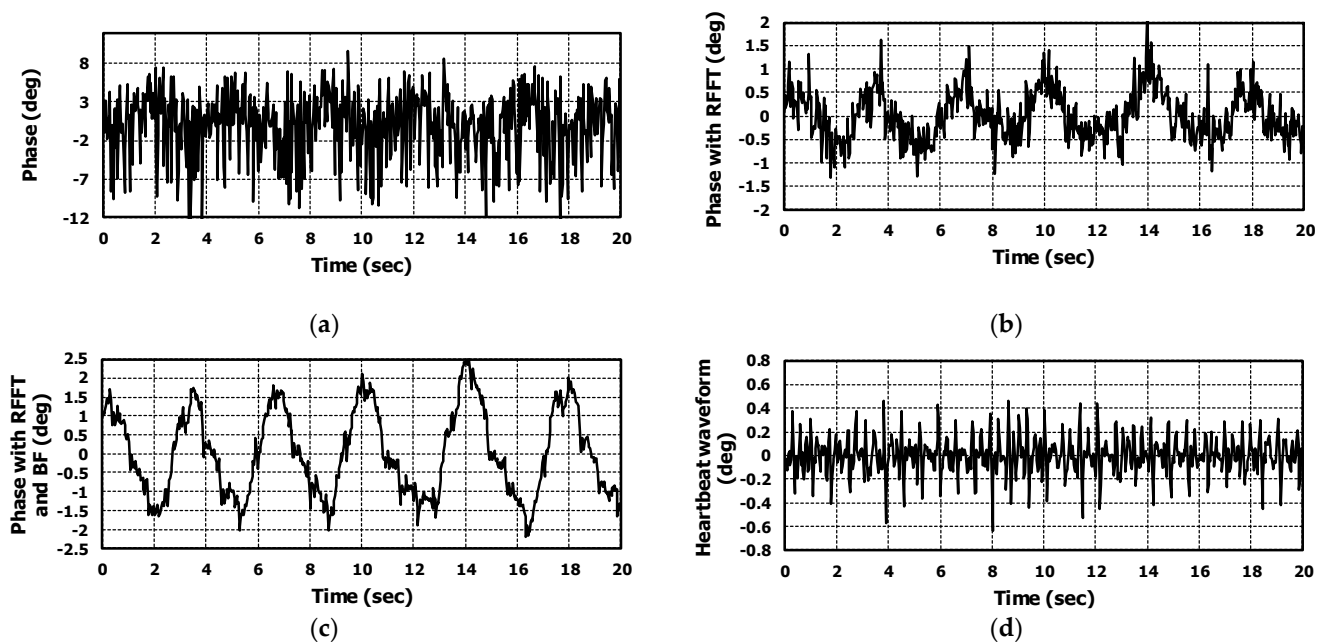 Phase (deg)
8
3
-2
-7
-12
0 2 4 6 8 10 12 14 16 18 20
Time (sec)
(a)
Phase with RFFT (deg)
2
1.5
1
0.5
0
-0.5
-1
-1.5
-2
0 2 4 6 8 10 12 14 16 18 20
Time (sec)
(b)
Phase with RFFT
and BF (deg)
2.5
1.5
0.5
-0.5
-1.5
-2
-2.5
0 2 4 6 8 10 12 14 16 18 20
Time (sec)
(c)
Heartbeat waveform
(deg)
0.8
0.6
0.4
0.2
0
-0.2
-0.4
-0.6
-0.8
0 2 4 6 8 10 12 14 16 18 20
Time (sec)
(d)